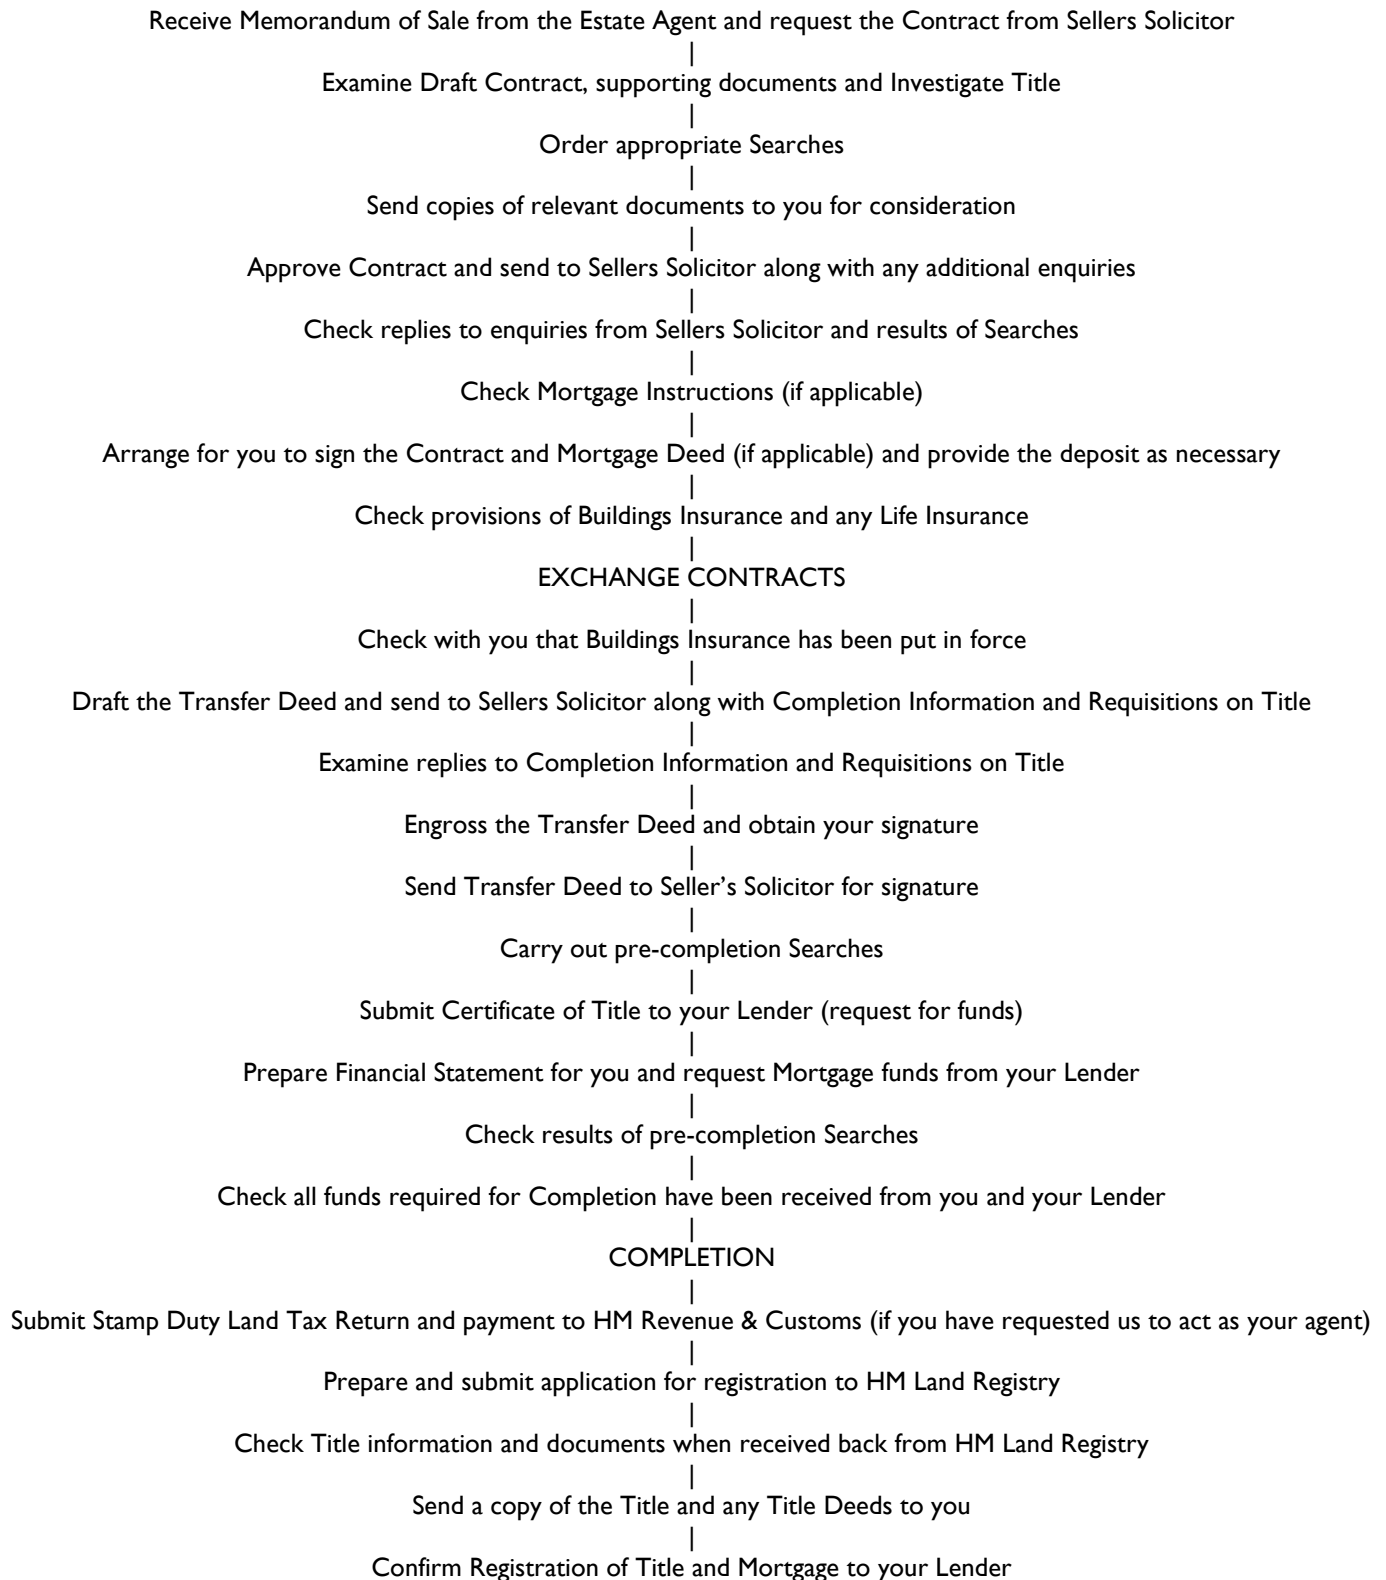 Receive Memorandum of Sale from the Estate Agent and request the Contract from Sellers Solicitor
Examine Draft Contract, supporting documents and Investigate Title
Order appropriate Searches
Send copies of relevant documents to you for consideration
Approve Contract and send to Sellers Solicitor along with any additional enquiries
Check replies to enquiries from Sellers Solicitor and results of Searches
Check Mortgage Instructions (if applicable)
Arrange for you to sign the Contract and Mortgage Deed (if applicable) and provide the deposit as necessary
Check provisions of Buildings Insurance and any Life Insurance
EXCHANGE CONTRACTS
Check with you that Buildings Insurance has been put in force
Draft the Transfer Deed and send to Sellers Solicitor along with Completion Information and Requisitions on Title
Examine replies to Completion Information and Requisitions on Title
Engross the Transfer Deed and obtain your signature
Send Transfer Deed to Seller’s Solicitor for signature
Carry out pre-completion Searches
Submit Certificate of Title to your Lender (request for funds)
Prepare Financial Statement for you and request Mortgage funds from your Lender
Check results of pre-completion Searches
Check all funds required for Completion have been received from you and your Lender
COMPLETION
Submit Stamp Duty Land Tax Return and payment to HM Revenue & Customs (if you have requested us to act as your agent)
Prepare and submit application for registration to HM Land Registry
Check Title information and documents when received back from HM Land Registry
Send a copy of the Title and any Title Deeds to you
Confirm Registration of Title and Mortgage to your Lender